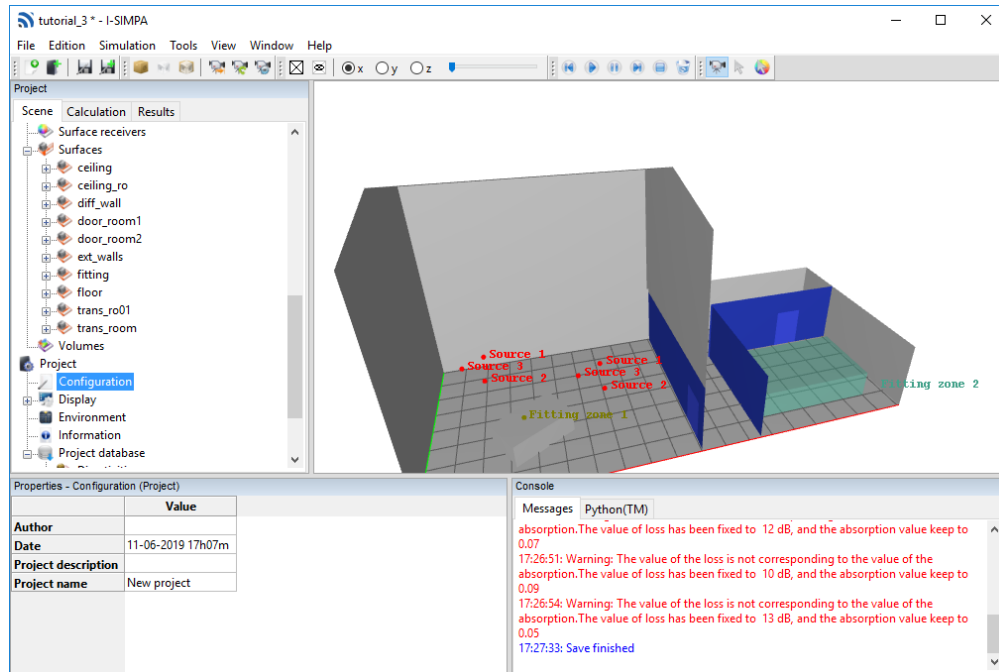 tutorial_3 * - I-SIMPA
File Edition Simulation Tools View Window Help
x y z
Project
Scene Calculation Results
Surface receivers
Surfaces
ceiling
ceiling_ro
diff_wall
door_room1
door_room2
ext_walls
fitting
floor
trans_ro01
trans_room
Volumes
Project
Configuration
Display
Environment
Information
Project database
Source 1
Source 3
Source 2
Source 1
Source 3
Source 2
Fitting zone 1
Fitting zone 2
Properties - Configuration (Project)
Value
Author
Date 11-06-2019 17h07m
Project description
Project name New project
Console
Messages Python(TM)
absorption.The value of loss has been fixed to 12 dB, and the absorption value keep to
0.07
17:26:51: Warning: The value of the loss is not corresponding to the value of the
absorption.The value of loss has been fixed to 10 dB, and the absorption value keep to
0.09
17:26:54: Warning: The value of the loss is not corresponding to the value of the
absorption.The value of loss has been fixed to 13 dB, and the absorption value keep to
0.05
17:27:33: Save finished